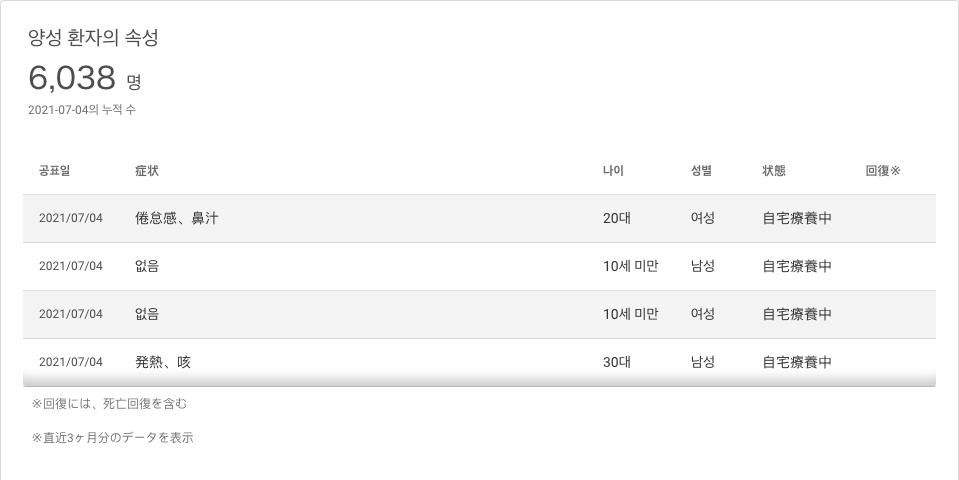 양성 환자의 속성
6,038 명
2021-07-04의 누적 수
공표일 症状 나이 성별 状態 回復※
2021/07/04 倦怠感、鼻汁 20대 여성 自宅療養中
2021/07/04 없음 10세 미만 남성 自宅療養中
2021/07/04 없음 10세 미만 여성 自宅療養中
2021/07/04 発熱、咳 30대 남성 自宅療養中
※回復には、死亡回復を含む
※直近3ヶ月分のデータを表示